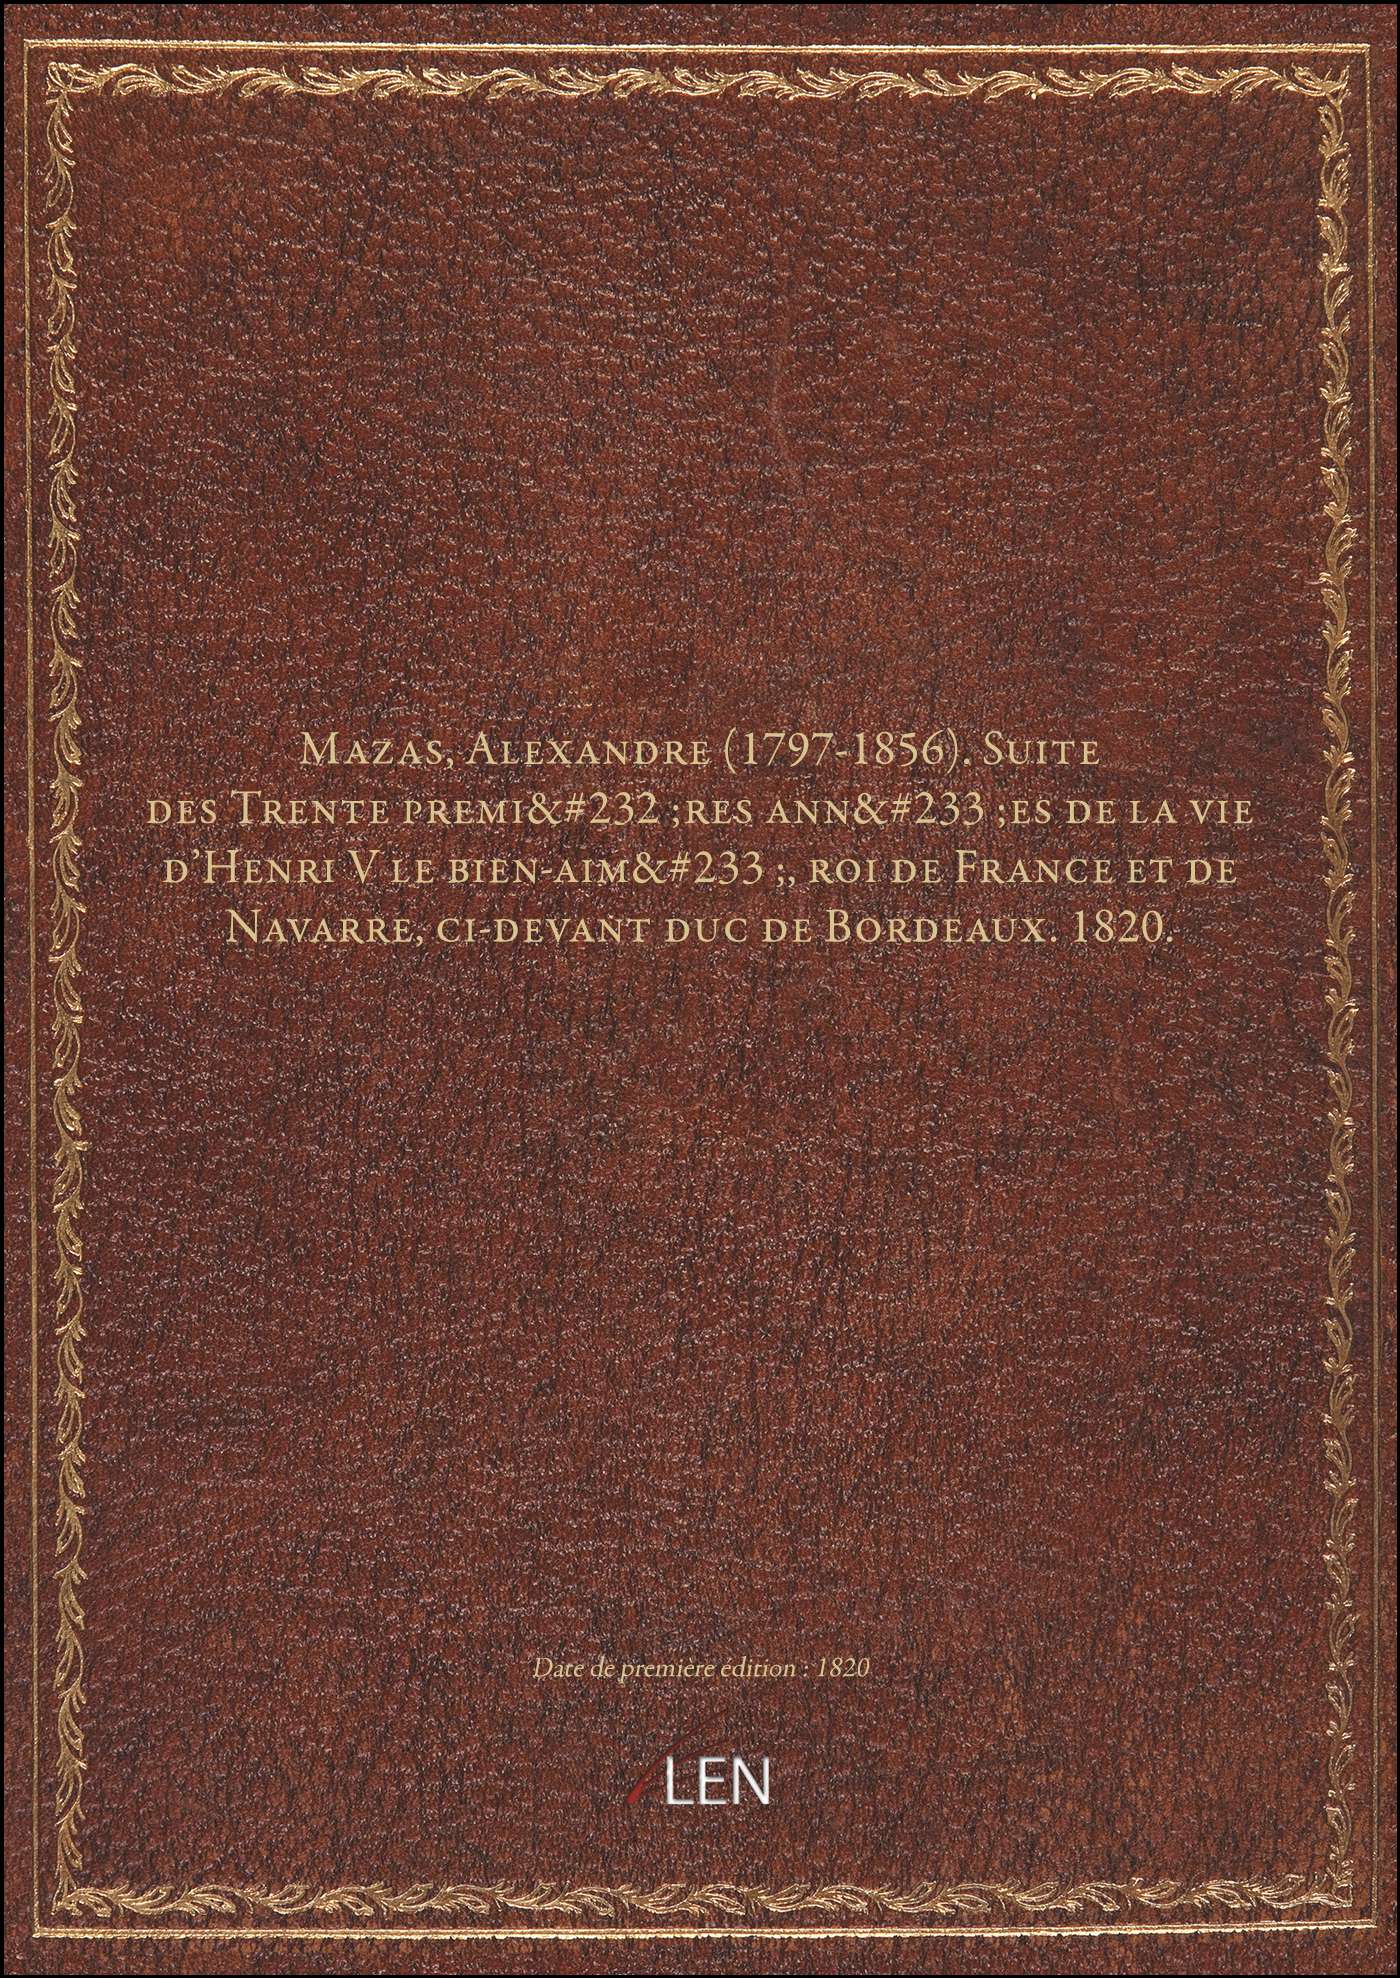 Mazas, Alexandre (1797-1856). Suite
des Trente premi&#232 ;res ann&#233 ;es de la vie
d'Henri V le bien-aim&#233 ;, roi de France et de
Navarre, ci-devant duc de Bordeaux. 1820.
Date de première édition : 1820
LEN